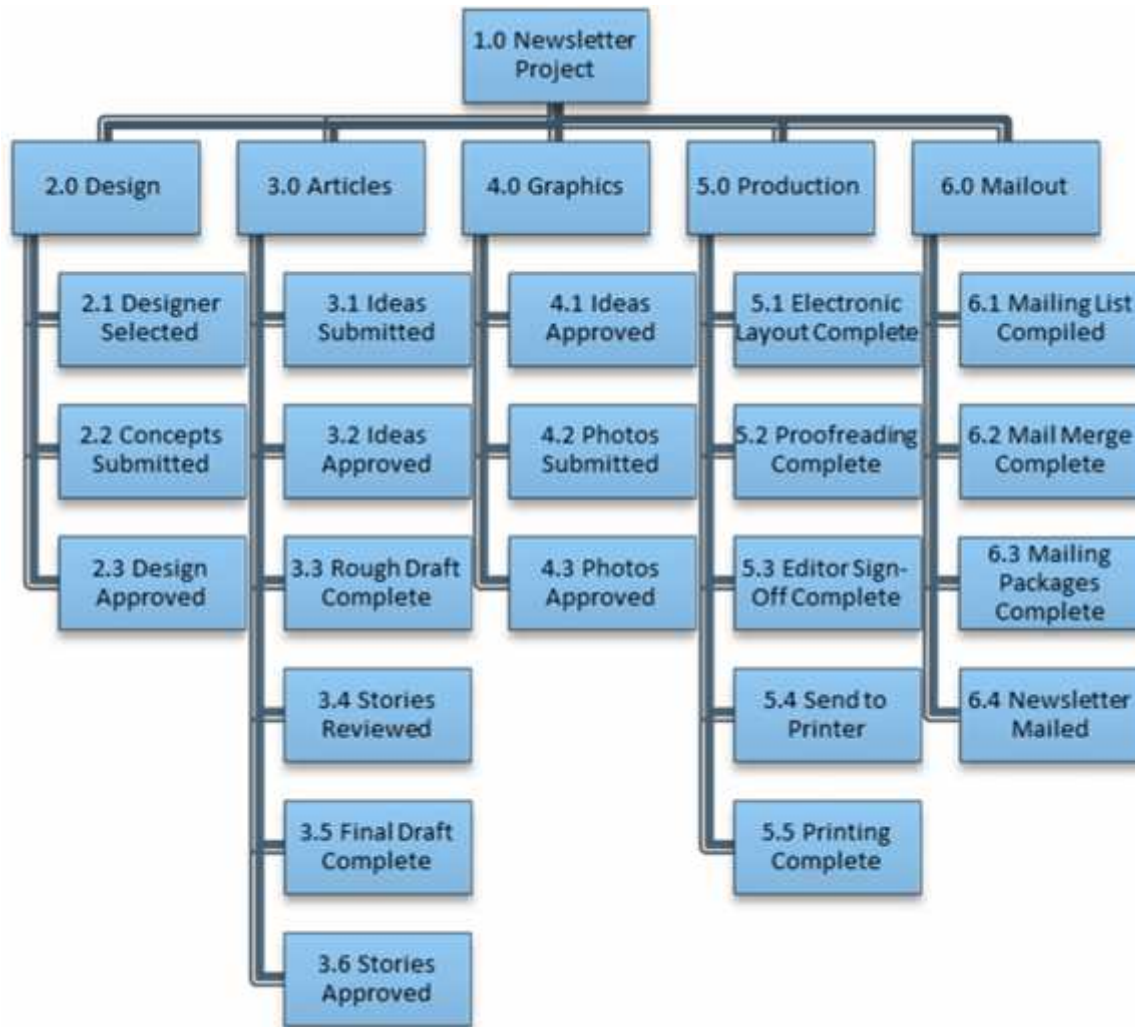 1.0 Newsletter
Project
2.0 Design
3.0 Articles
4.0 Graphics
5.0 Production
6.0 Mailout
2.1 Designer
Selected
3.1 Ideas
Submitted
4.1 Ideas
Approved
5.1 Electronic
Layout Complete
6.1 Mailing List
Compiled
2.2 Concepts
Submitted
3.2 Ideas
Approved
4.2 Photos
Submitted
5.2 Proofreading
Complete
6.2 Mail Merge
Complete
2.3 Design
Approved
3.3 Rough Draft
Complete
4.3 Photos
Approved
5.3 Editor Sign-
Off Complete
6.3 Mailing
Packages
Complete
3.4 Stories
Reviewed
5.4 Send to
Printer
6.4 Newsletter
Mailed
3.5 Final Draft
Complete
5.5 Printing
Complete
3.6 Stories
Approved